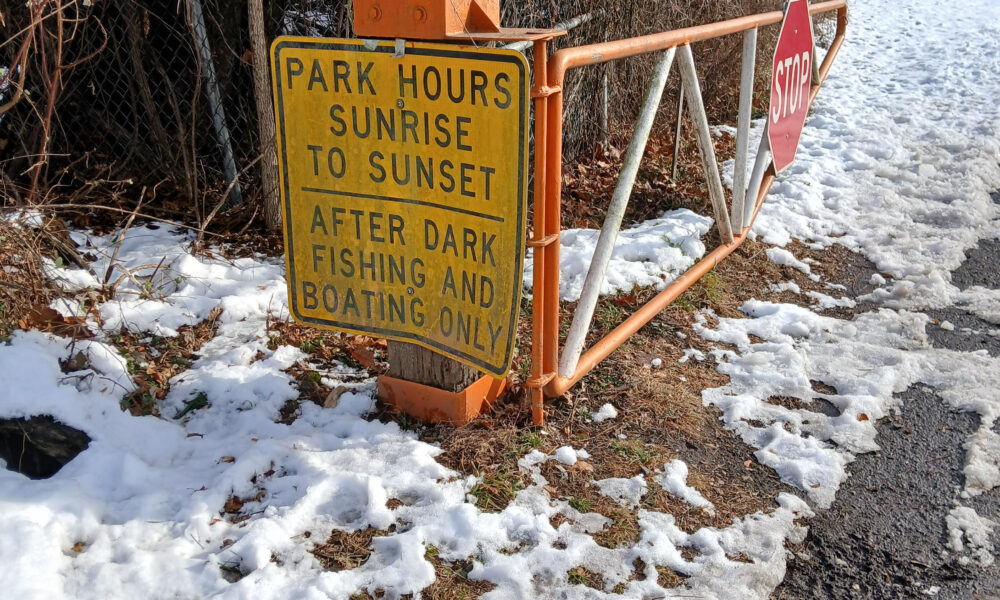 PARK HOURS
SUNRISE
TO SUNSET
AFTER DARK
FISHING AND
BOATING ONLY
STOP